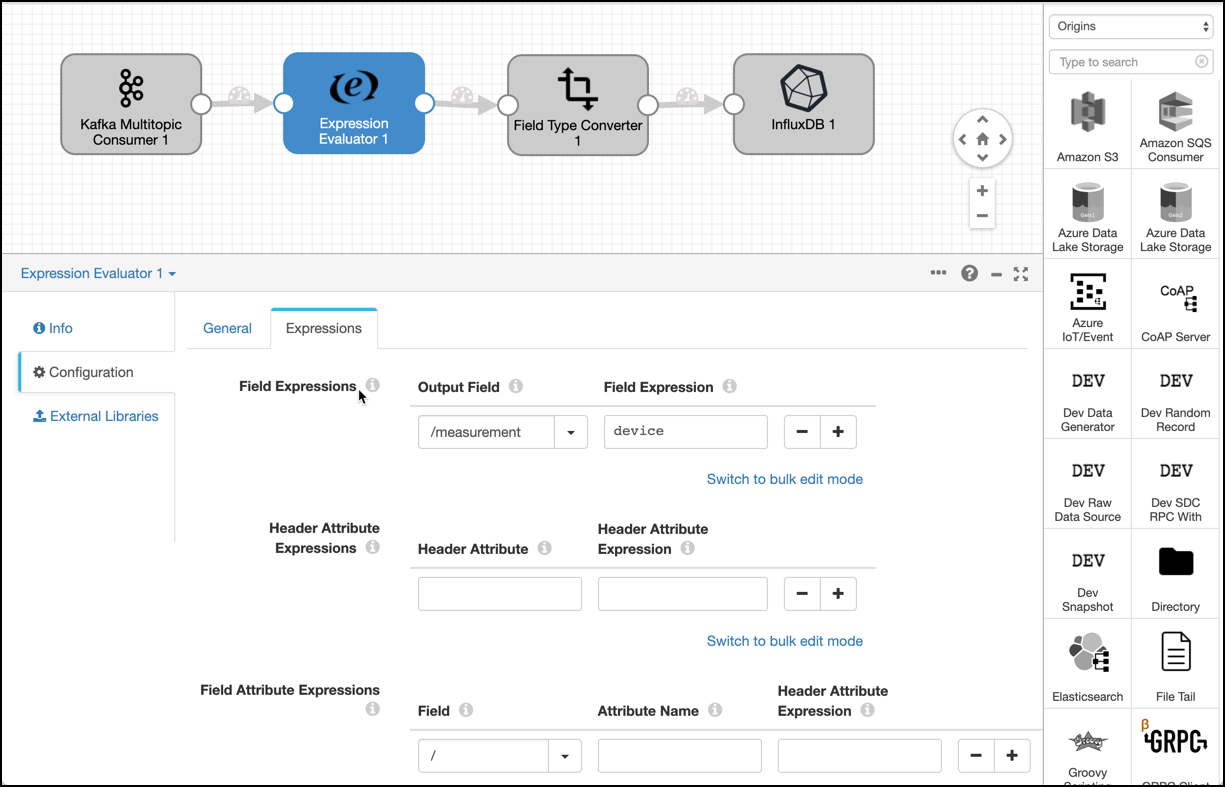 Kafka Multitopic
Consumer 1
Expression
Evaluator 1
Field Type Converter
1
InfluxDB 1
Origins
Type to search
Amazon S3
Amazon SQS
Consumer
Gen1
Azure Data
Lake Storage
Gen2
Azure Data
Lake Storage
Azure
IoT/Event
CoAP
CoAP Server
DEV
Dev Data
Generator
DEV
Dev Random
Record
DEV
Dev Raw
Data Source
DEV
Dev SDC
RPC With
DEV
Dev
Snapshot
Directory
Elasticsearch
File Tail
Groovy
Scripting
β
GRPC
GRPC Client
Expression Evaluator 1
Info
Configuration
External Libraries
General
Expressions
Field Expressions
Output Field
Field Expression
/measurement
device
Switch to bulk edit mode
Header Attribute
Expressions
Header Attribute
Header Attribute
Expression
Switch to bulk edit mode
Field Attribute Expressions
Field
Attribute Name
Header Attribute
Expression
/